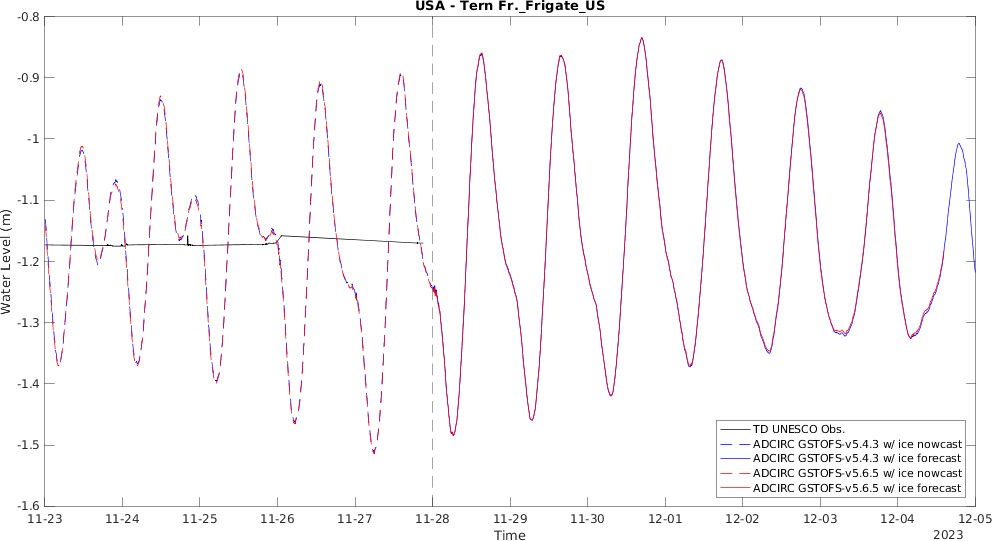 USA - Tern Fr._Frigate_US
-0.8
-0.9
-1
-1.1
-1.2
-1.3
-1.4
-1.5
-1.6
Water Level (m)
11-23
11-24
11-25
11-26
11-27
11-28
11-29
11-30
12-01
12-02
12-03
12-04
12-05
Time
2023
TD UNESCO Obs.
ADCIRC GSTOFS-v5.4.3 w/ ice nowcast
ADCIRC GSTOFS-v5.4.3 w/ ice forecast
ADCIRC GSTOFS-v5.6.5 w/ ice nowcast
ADCIRC GSTOFS-v5.6.5 w/ ice forecast